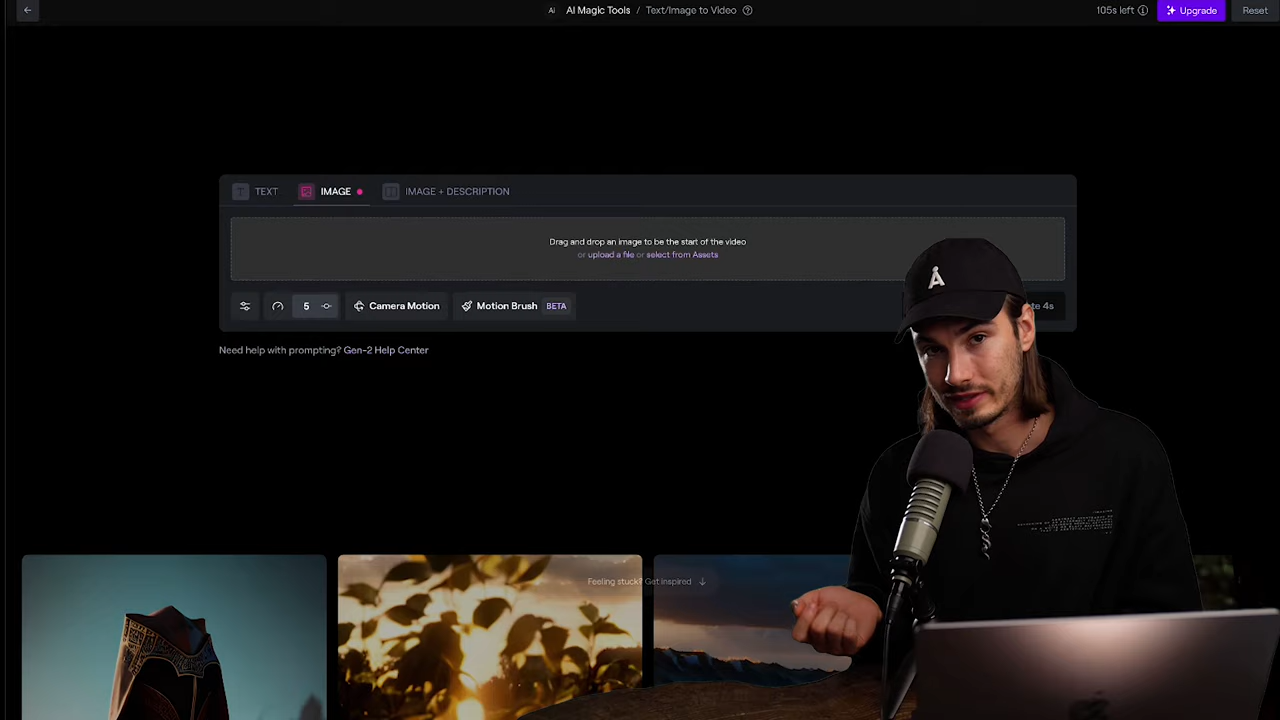 Ai AI Magic Tools / Text/Image to Video
105s left
Upgrade
Reset
TEXT
IMAGE
IMAGE + DESCRIPTION
Drag and drop an image to be the start of the video
or upload a file or select from Assets
5
Camera Motion
Motion Brush BETA
4s
Need help with prompting? Gen-2 Help Center
Feeling stuck? Get inspired ↓
Å